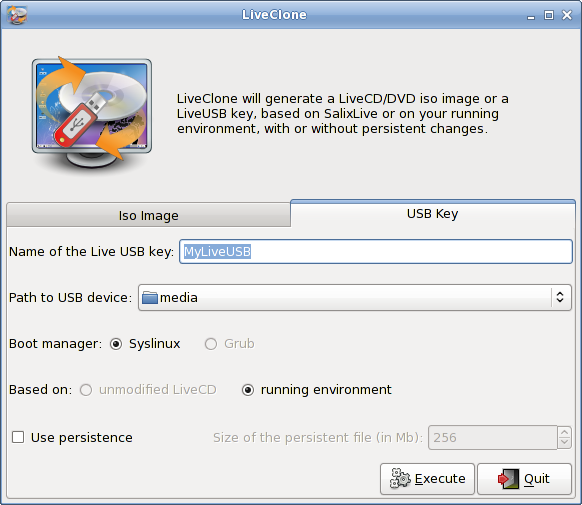 LiveClone
LiveClone will generate a LiveCD/DVD iso image or a
LiveUSB key, based on SalixLive or on your running
environment, with or without persistent changes.
Iso Image
USB Key
Name of the Live USB key: MyLiveUSB
Path to USB device: media
Boot manager: Syslinux Grub
Based on: unmodified LiveCD running environment
Use persistence Size of the persistent file (in Mb): 256
Execute Quit